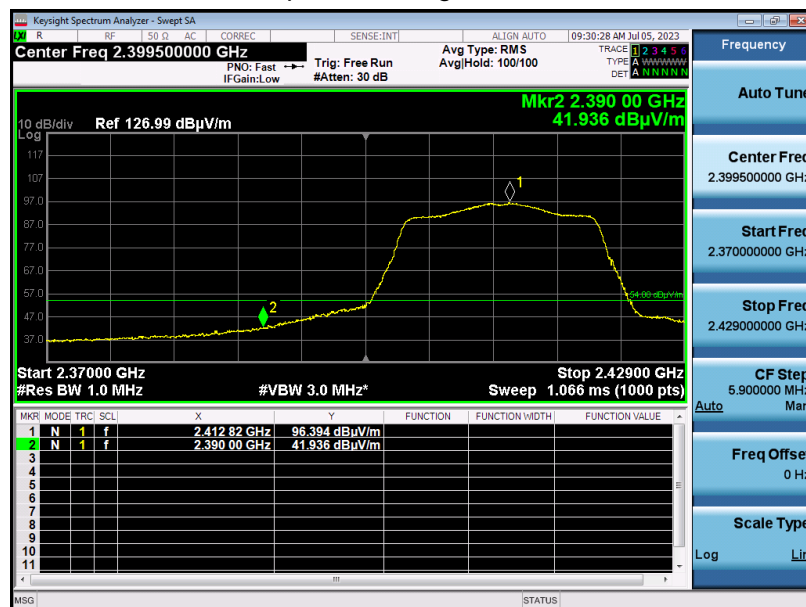 Keysight Spectrum Analyzer - Swept SA
LXI R RF 50 Ω AC CORREC SENSE:INT ALIGN AUTO 09:30:28 AM Jul 05, 2023
Center Freq 2.399500000 GHz
PNO: Fast
IFGain:Low
Trig: Free Run
#Atten: 30 dB
Avg Type: RMS
Avg|Hold: 100/100
TRACE 1 2 3 4 5 6
TYPE A WWWWW
DET A N N N N N
Mkr2 2.390 00 GHz
41.936 dBµV/m
10 dB/div Ref 126.99 dBµV/m
Log
117
107
97.0
87.0
77.0
67.0
57.0
47.0
37.0
1
2
54.00 dBµV/m
Start 2.37000 GHz Stop 2.42900 GHz
#Res BW 1.0 MHz #VBW 3.0 MHz* Sweep 1.066 ms (1000 pts)
MKR MODE TRC SCL X Y FUNCTION FUNCTION WIDTH FUNCTION VALUE
1 N 1 f 2.412 82 GHz 96.394 dBµV/m
2 N 1 f 2.390 00 GHz 41.936 dBµV/m
3
4
5
6
7
8
9
10
11
MSG STATUS
Frequency
Auto Tune
Center Freq
2.399500000 GHz
Start Freq
2.370000000 GHz
Stop Freq
2.429000000 GHz
CF Step
5.900000 MHz
Auto Man
Freq Offset
0 Hz
Scale Type
Log Lin